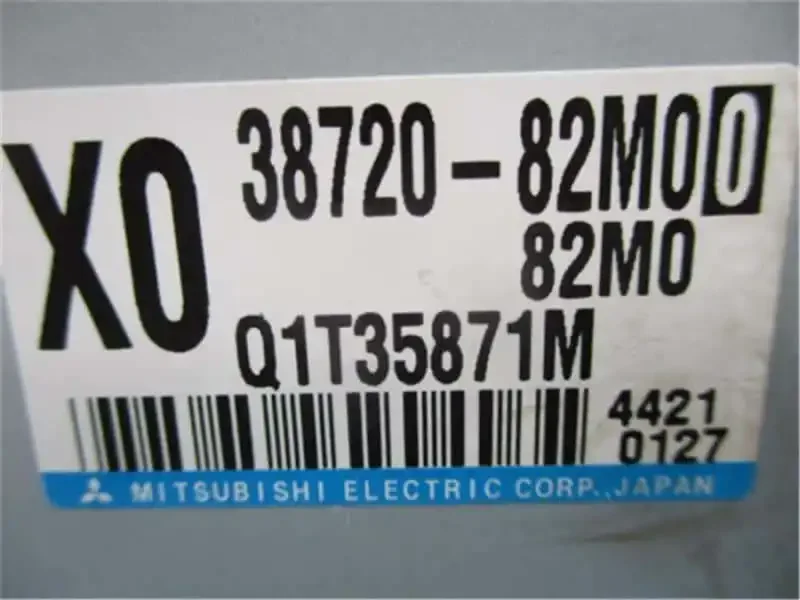 X0
38720-82M00
82M0
Q1T35871M
4421
0127
MITSUBISHI ELECTRIC CORP., JAPAN